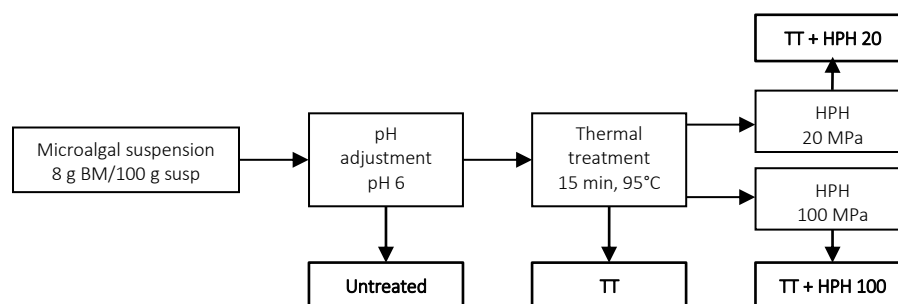 TT + HPH 20
HPH
20 MPa
Microalgal suspension
8 g BM/100 g susp
pH
adjustment
pH 6
Thermal
treatment
15 min, 95°C
HPH
100 MPa
Untreated
TT
TT + HPH 100